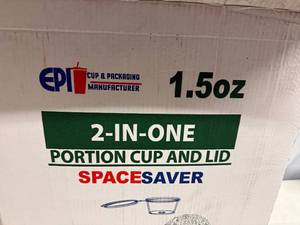 EPI CUP & PACKAGING
MANUFACTURER
1.5oz
2-IN-ONE
PORTION CUP AND LID
SPACESAVER